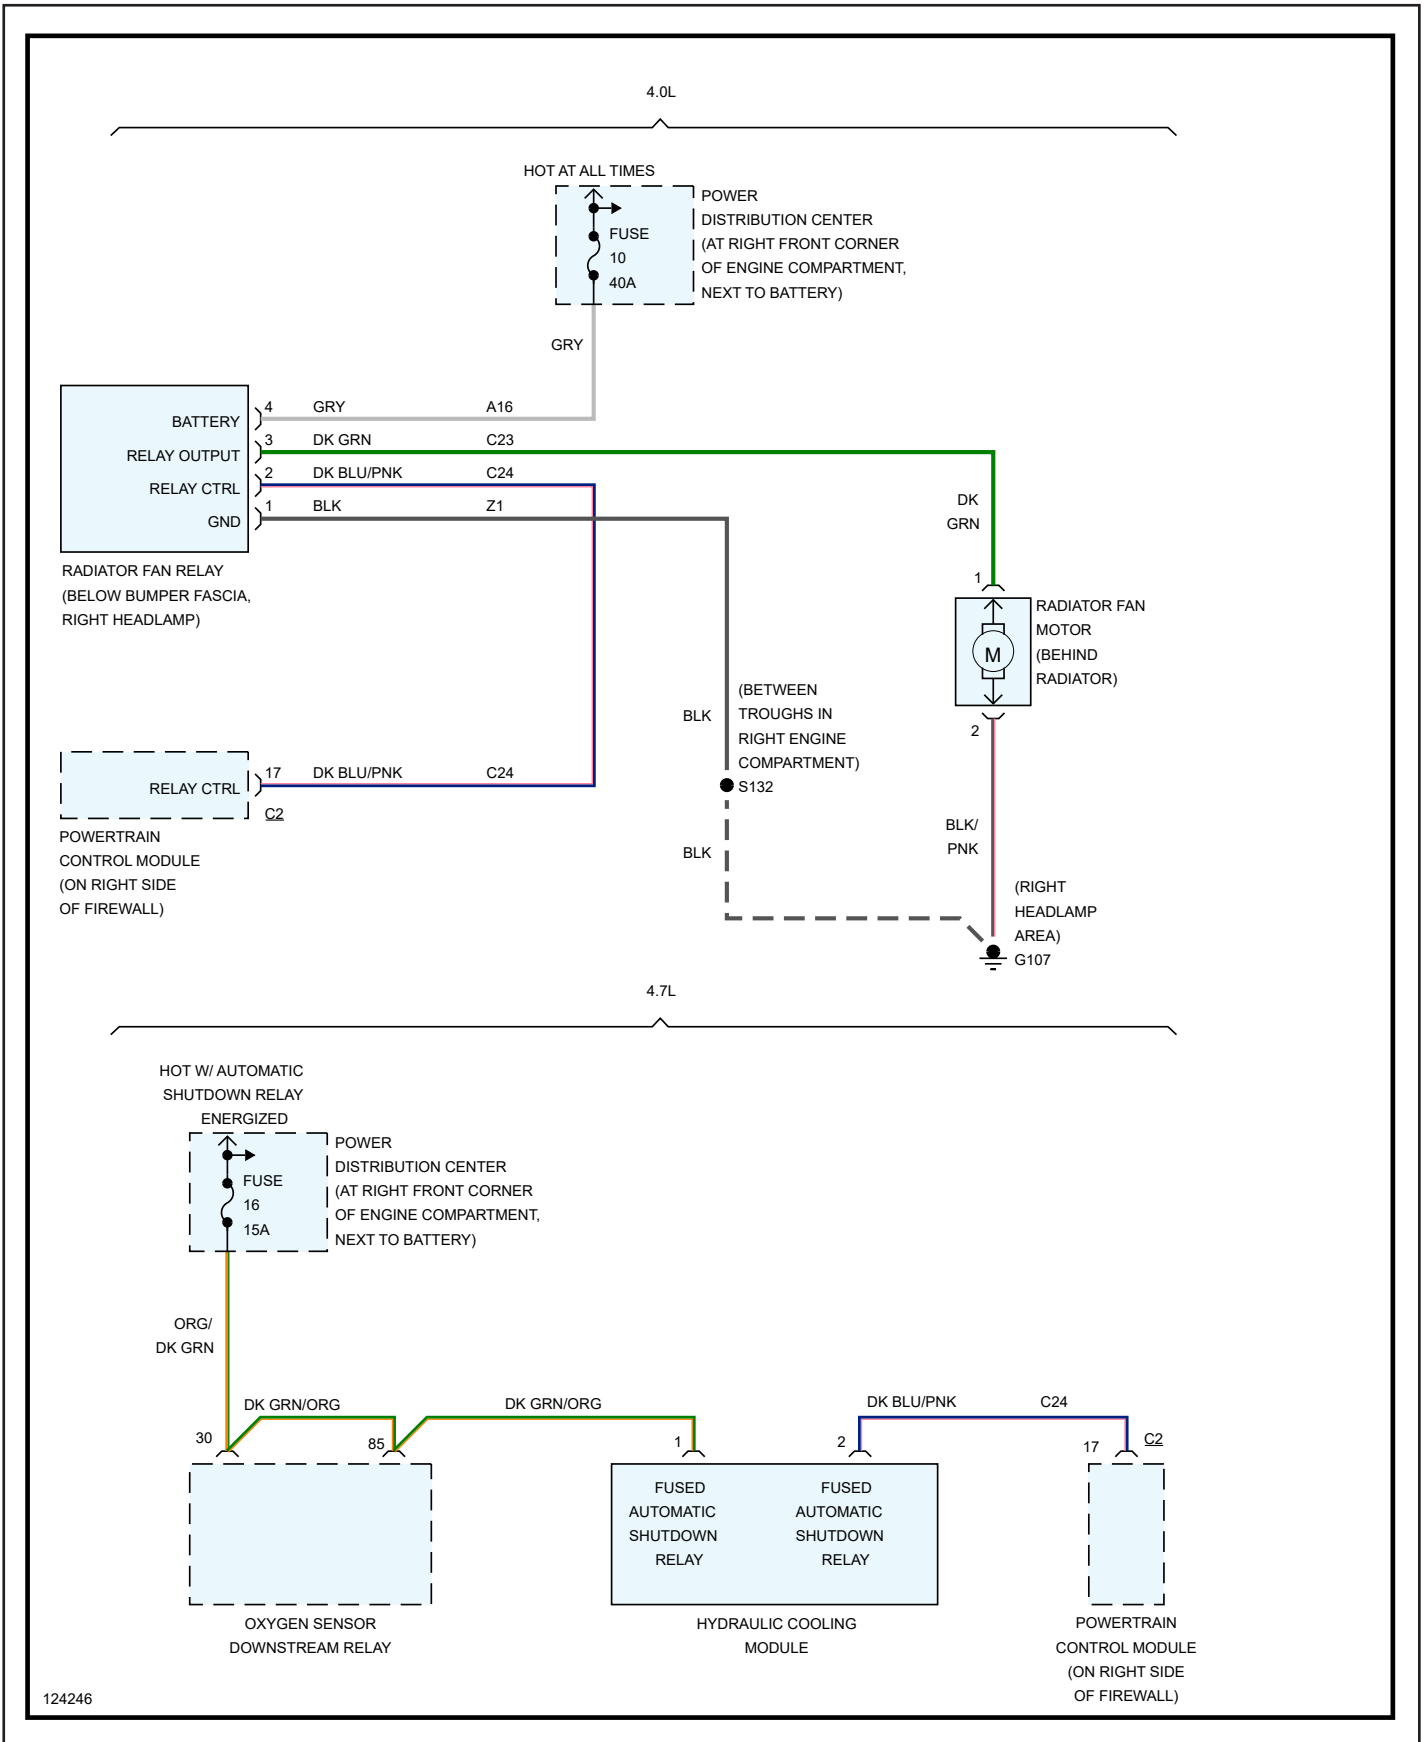 4.0L
HOT AT ALL TIMES
POWER
DISTRIBUTION CENTER
(AT RIGHT FRONT CORNER
OF ENGINE COMPARTMENT,
NEXT TO BATTERY)
FUSE
10
40A
GRY
BATTERY
4 GRY A16
RELAY OUTPUT
3 DK GRN C23
RELAY CTRL
2 DK BLU/PNK C24
GND
1 BLK Z1
RADIATOR FAN RELAY
(BELOW BUMPER FASCIA,
RIGHT HEADLAMP)
DK
GRN
1
RADIATOR FAN
MOTOR
(BEHIND
RADIATOR)
M
2
(BETWEEN
TROUGHS IN
RIGHT ENGINE
COMPARTMENT)
BLK
S132
BLK
RELAY CTRL
17 DK BLU/PNK C24
C2
POWERTRAIN
CONTROL MODULE
(ON RIGHT SIDE
OF FIREWALL)
BLK/
PNK
(RIGHT
HEADLAMP
AREA)
G107
4.7L
HOT W/ AUTOMATIC
SHUTDOWN RELAY
ENERGIZED
POWER
DISTRIBUTION CENTER
(AT RIGHT FRONT CORNER
OF ENGINE COMPARTMENT,
NEXT TO BATTERY)
FUSE
16
15A
ORG/
DK GRN
DK GRN/ORG
DK GRN/ORG
DK BLU/PNK C24
30
85
1
2
17
C2
FUSED
AUTOMATIC
SHUTDOWN
RELAY
FUSED
AUTOMATIC
SHUTDOWN
RELAY
OXYGEN SENSOR
DOWNSTREAM RELAY
HYDRAULIC COOLING
MODULE
POWERTRAIN
CONTROL MODULE
(ON RIGHT SIDE
OF FIREWALL)
124246